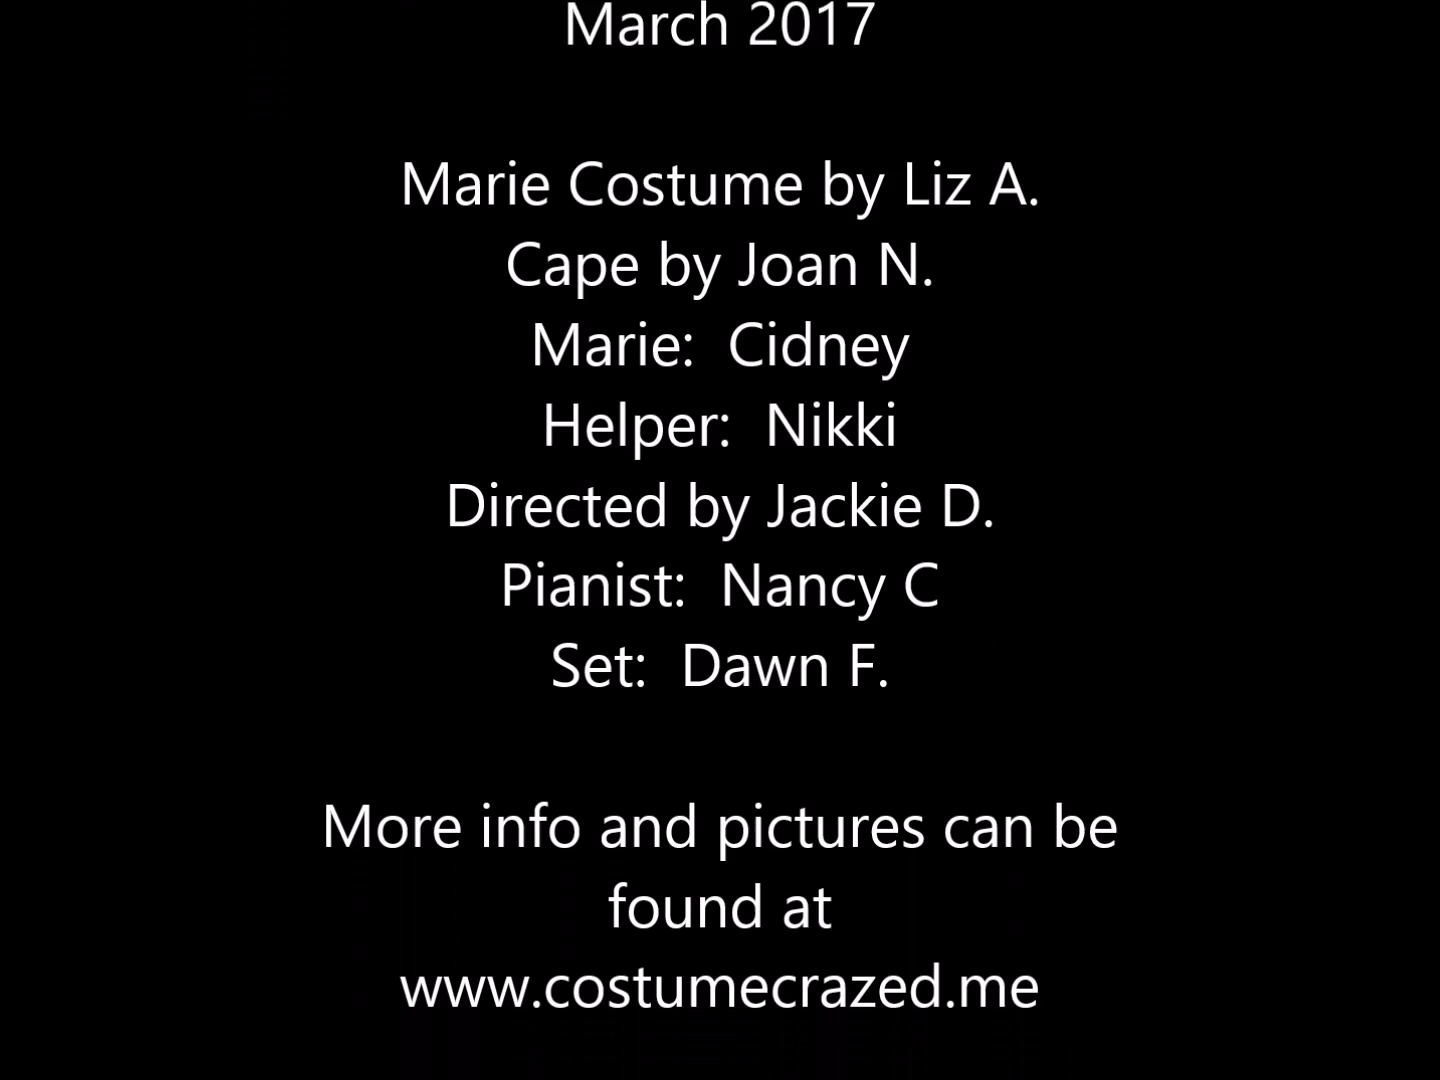 March 2017
Marie Costume by Liz A.
Cape by Joan N.
Marie:  Cidney
Helper:  Nikki
Directed by Jackie D.
Pianist:  Nancy C
Set:  Dawn F.
More info and pictures can be
found at
www.costumecrazed.me